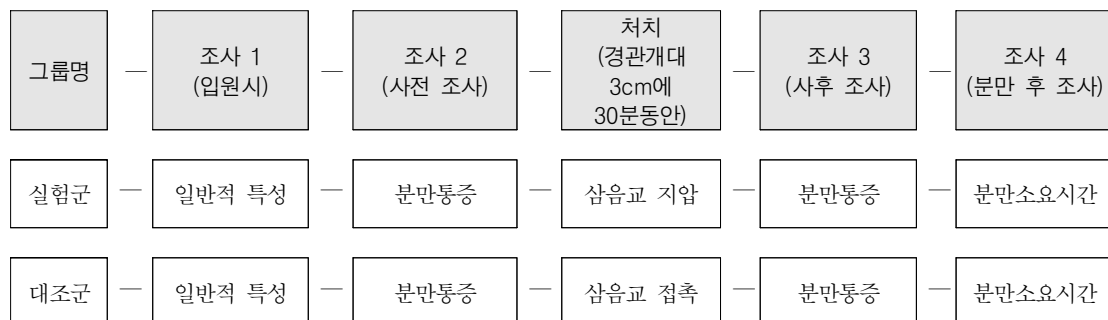 그룹명 — 조사 1 (입원시) — 조사 2 (사전 조사) — 처치 (경관개대 3cm에 30분동안) — 조사 3 (사후 조사) — 조사 4 (분만 후 조사)
실험군 — 일반적 특성 — 분만통증 — 삼음교 지압 — 분만통증 — 분만소요시간
대조군 — 일반적 특성 — 분만통증 — 삼음교 접촉 — 분만통증 — 분만소요시간